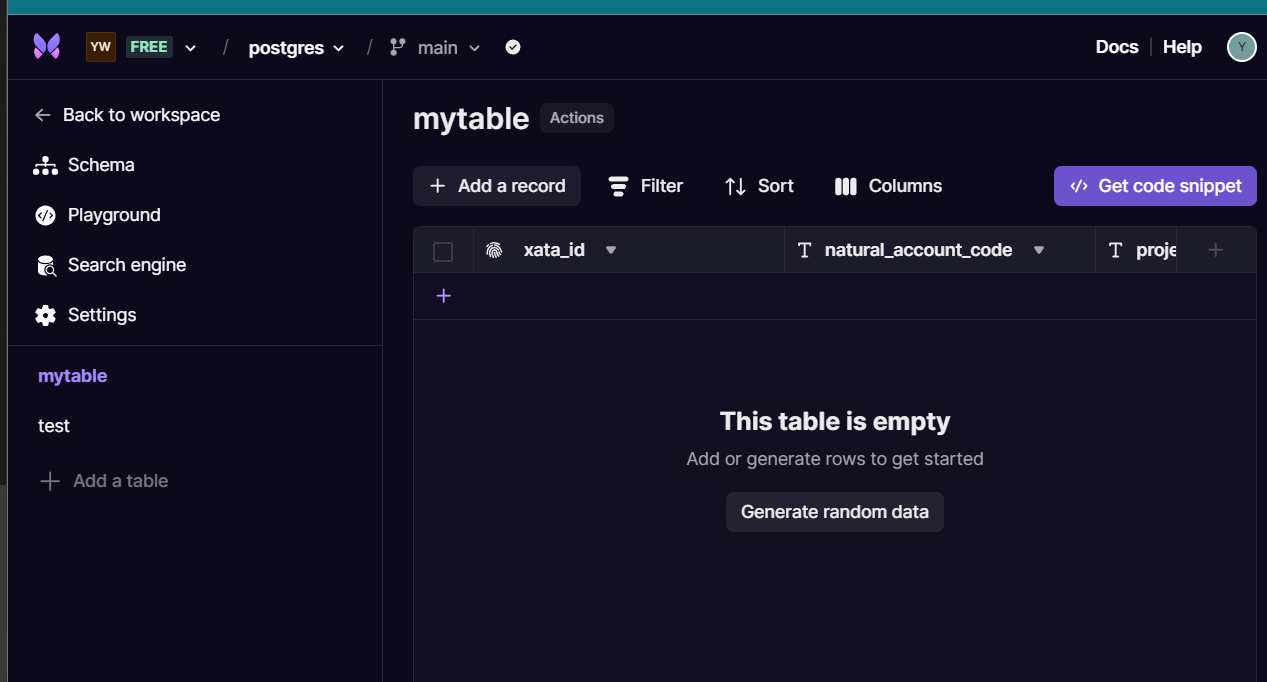 YW FREE / postgres / main Docs Help Y
Back to workspace
Schema
Playground
Search engine
Settings
mytable
test
Add a table
mytable Actions
Add a record Filter Sort Columns Get code snippet
xata_id natural_account_code proje
This table is empty
Add or generate rows to get started
Generate random data